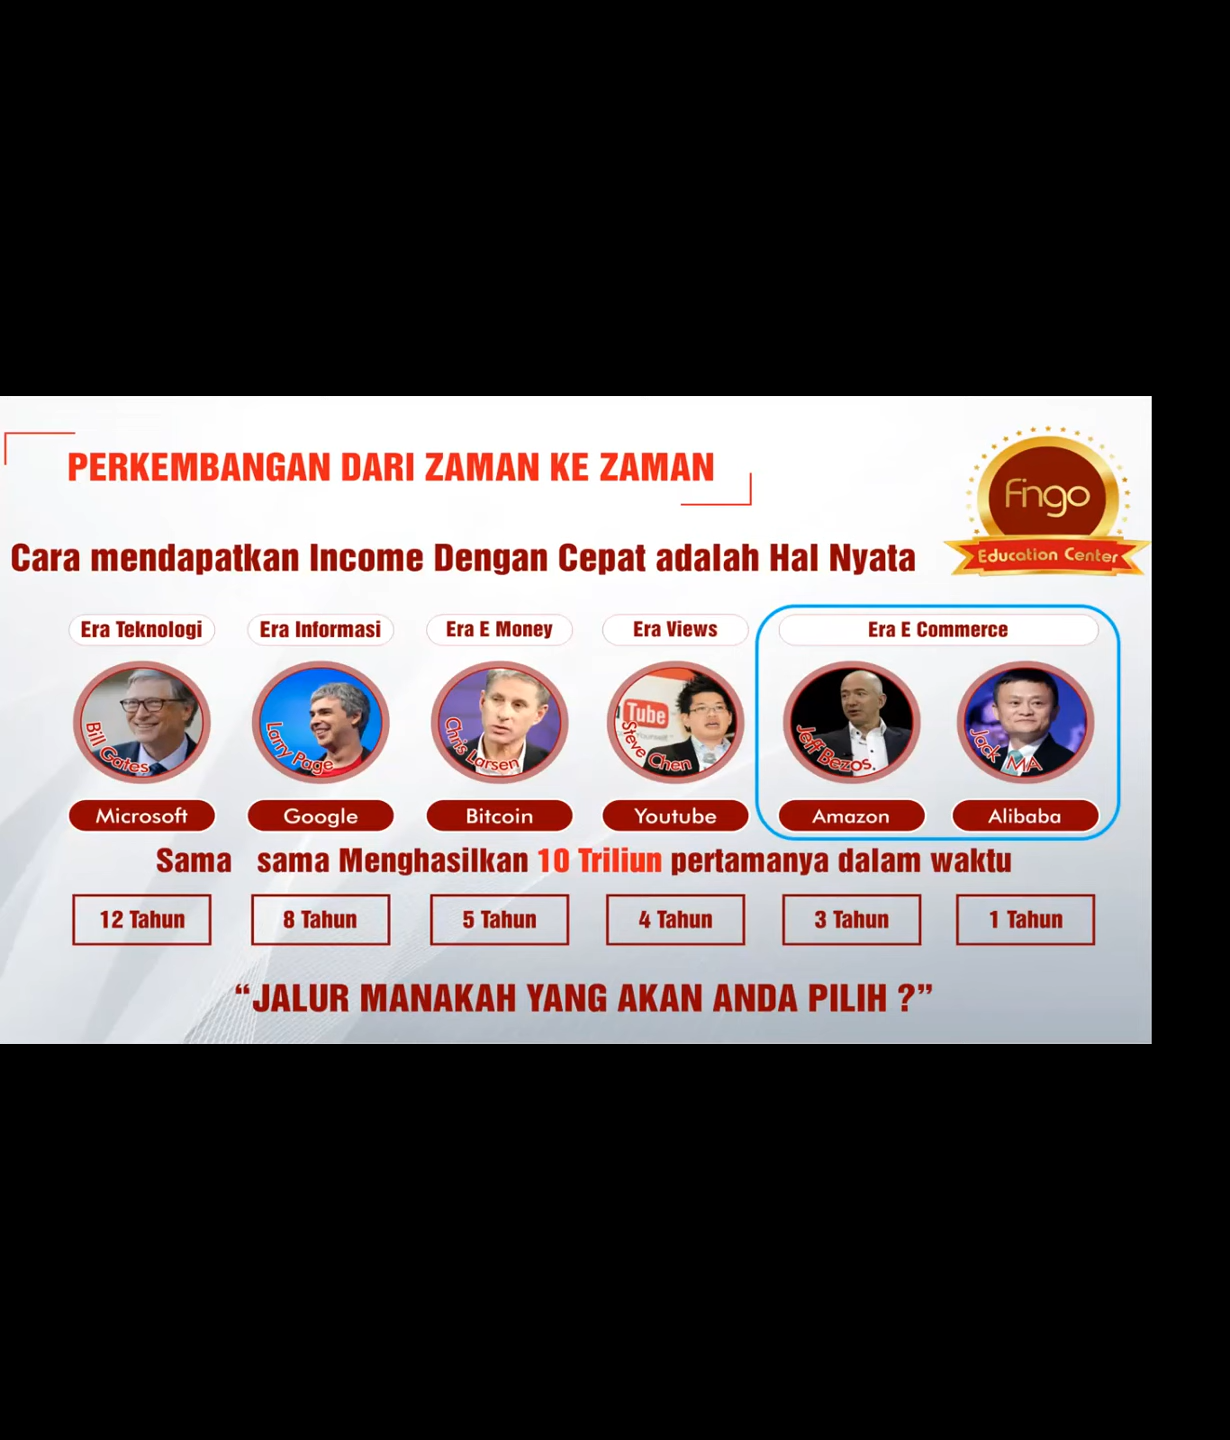 PERKEMBANGAN DARI ZAMAN KE ZAMAN
fingo
Education Center
Cara mendapatkan Income Dengan Cepat adalah Hal Nyata
Era Teknologi
Era Informasi
Era E Money
Era Views
Era E Commerce
Bill Gates
Larry Page
Chris Larsen
Tube
Steve Chen
Jeff Bezos.
Jack MA
Microsoft
Google
Bitcoin
Youtube
Amazon
Alibaba
Sama sama Menghasilkan 10 Triliun pertamanya dalam waktu
12 Tahun
8 Tahun
5 Tahun
4 Tahun
3 Tahun
1 Tahun
“JALUR MANAKAH YANG AKAN ANDA PILIH ?”